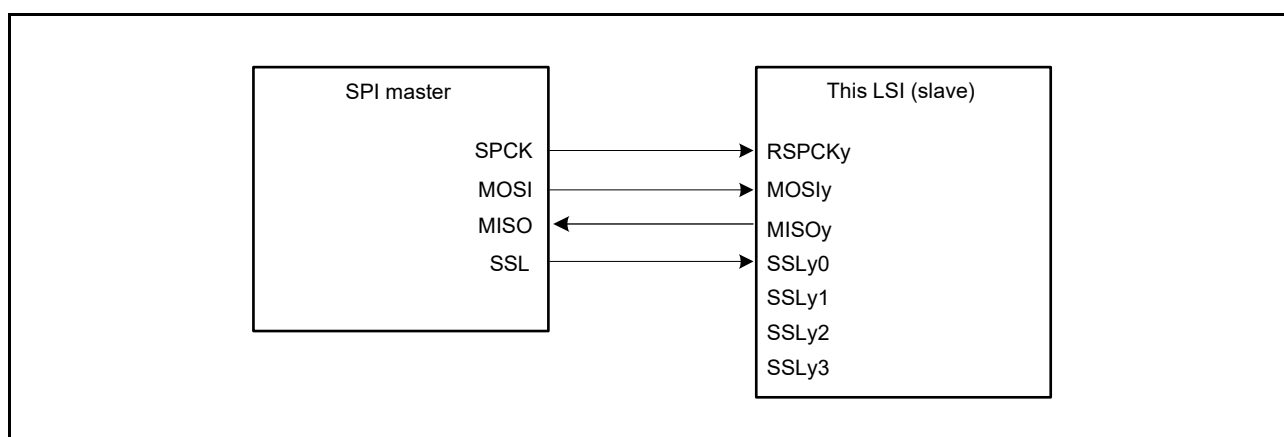 SPI master
SPCK
MOSI
MISO
SSL
This LSI (slave)
RSPCKy
MOSIy
MISOy
SSLy0
SSLy1
SSLy2
SSLy3